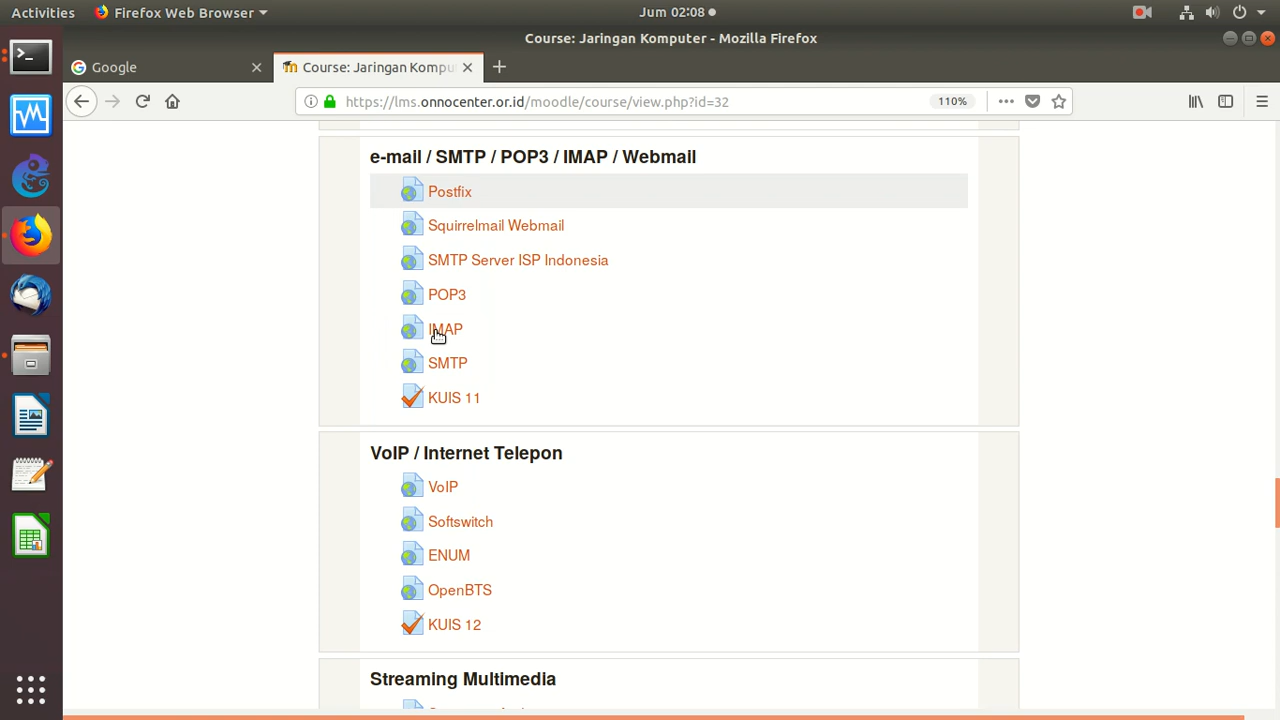 Activities
Firefox Web Browser
Jum 02:08
Course: Jaringan Komputer - Mozilla Firefox
Google
Course: Jaringan Kompu
https://lms.onnocenter.or.id/moodle/course/view.php?id=32
110%
e-mail / SMTP / POP3 / IMAP / Webmail
Postfix
Squirrelmail Webmail
SMTP Server ISP Indonesia
POP3
IMAP
SMTP
KUIS 11
VoIP / Internet Telepon
VoIP
Softswitch
ENUM
OpenBTS
KUIS 12
Streaming Multimedia